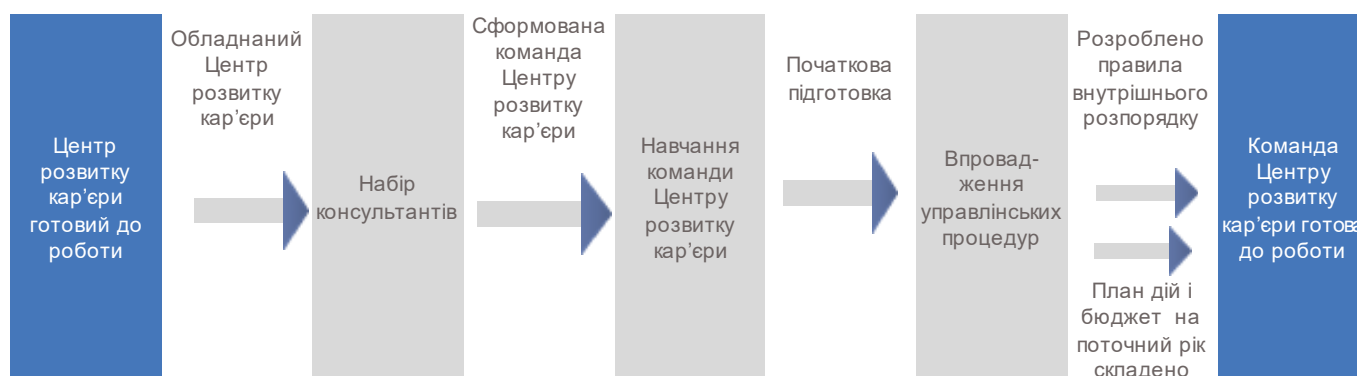 Центр
розвитку
кар’єри
готовий до
роботи
Обладнаний
Центр
розвитку
кар’єри
Набір
консультантів
Сформована
команда
Центру
розвитку
кар’єри
Навчання
команди
Центру
розвитку
кар’єри
Початкова
підготовка
Впровад-
ження
управлінських
процедур
Розроблено
правила
внутрішнього
розпорядку
План дій і
бюджет на
поточний рік
складено
Команда
Центру
розвитку
кар’єри готова
до роботи